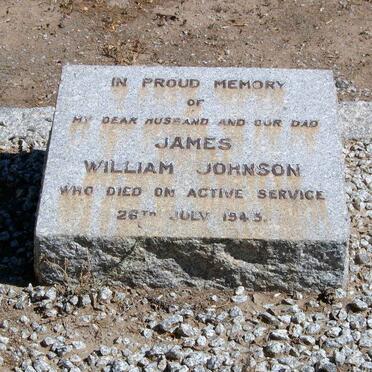 IN PROUD MEMORY
OF
MY DEAR HUSBAND AND OUR DAD
JAMES
WILLIAM JOHNSON
WHO DIED ON ACTIVE SERVICE
26TH JULY 1943.